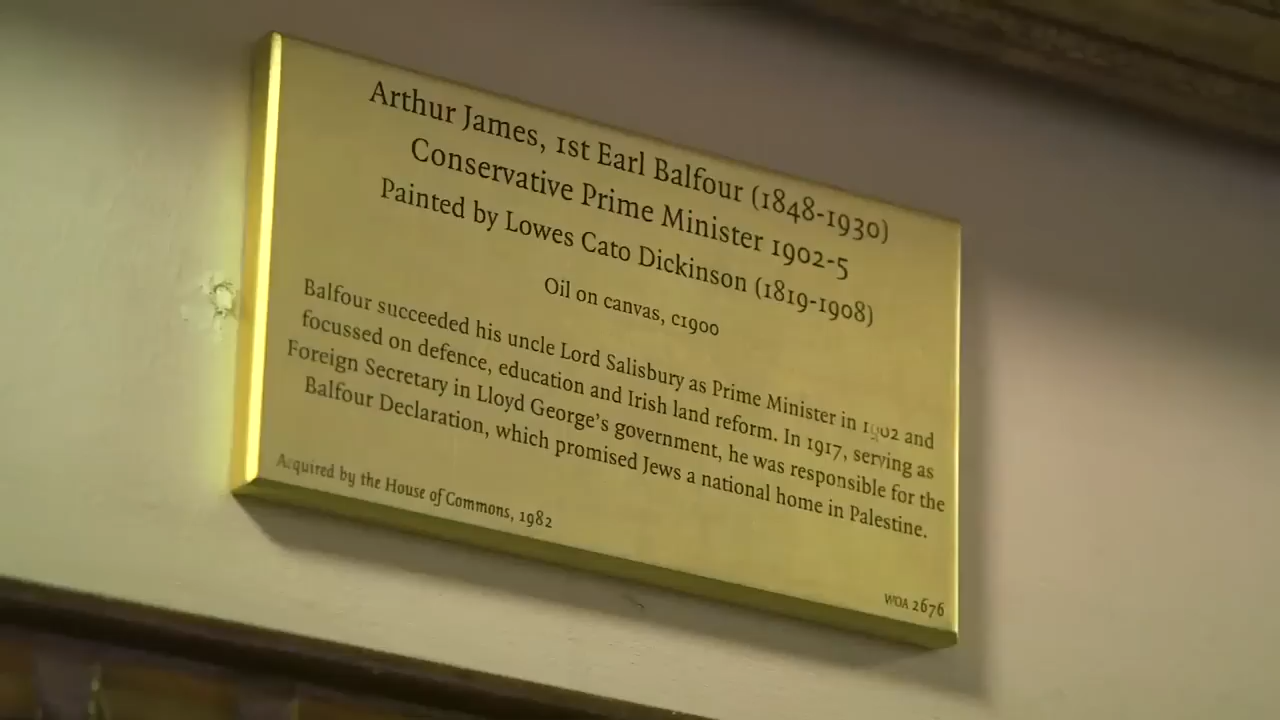 Arthur James, 1st Earl Balfour (1848-1930)
Conservative Prime Minister 1902-5
Painted by Lowes Cato Dickinson (1819-1908)
Oil on canvas, c1900
Balfour succeeded his uncle Lord Salisbury as Prime Minister in 1902 and
focussed on defence, education and Irish land reform. In 1917, serving as
Foreign Secretary in Lloyd George's government, he was responsible for the
Balfour Declaration, which promised Jews a national home in Palestine.
Acquired by the House of Commons, 1982
WOA 2676